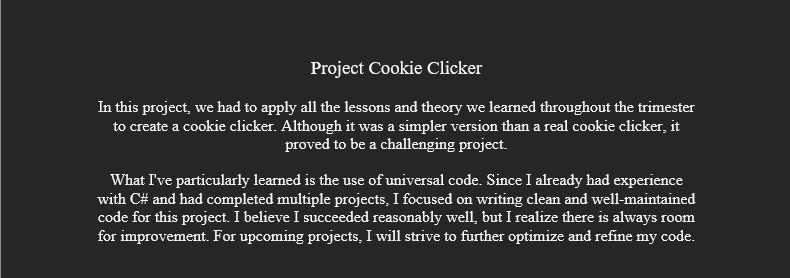 Project Cookie Clicker
In this project, we had to apply all the lessons and theory we learned throughout the trimester
to create a cookie clicker. Although it was a simpler version than a real cookie clicker, it
proved to be a challenging project.
What I've particularly learned is the use of universal code. Since I already had experience
with C# and had completed multiple projects, I focused on writing clean and well-maintained
code for this project. I believe I succeeded reasonably well, but I realize there is always room
for improvement. For upcoming projects, I will strive to further optimize and refine my code.